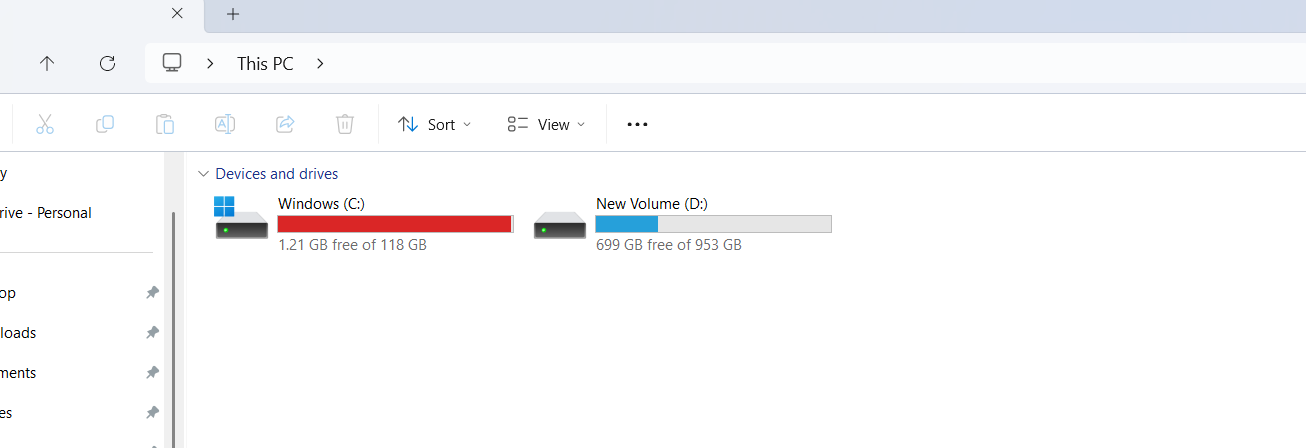 This PC
Sort
View
y
rive - Personal
op
loads
ments
es
Devices and drives
Windows (C:)
1.21 GB free of 118 GB
New Volume (D:)
699 GB free of 953 GB